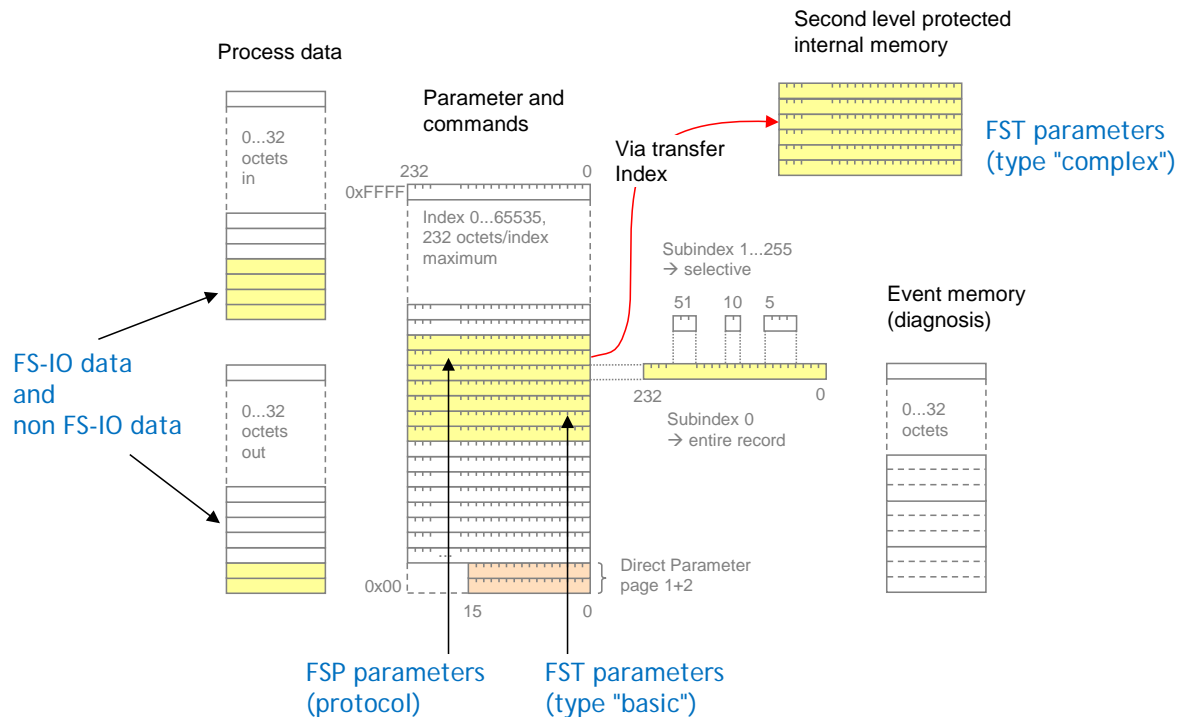 Second level protected
internal memory
Process data
Parameter and
commands
FST parameters
(type "complex")
0...32
octets
in
Via transfer
Index
232
0
0xFFFF
Index 0...65535,
232 octets/index
maximum
Subindex 1...255
→ selective
51
10
5
Event memory
(diagnosis)
FS-IO data
and
non FS-IO data
0...32
octets
out
232
0
Subindex 0
→ entire record
0...32
octets
...
Direct Parameter
page 1+2
0x00
15
0
FSP parameters
(protocol)
FST parameters
(type "basic")